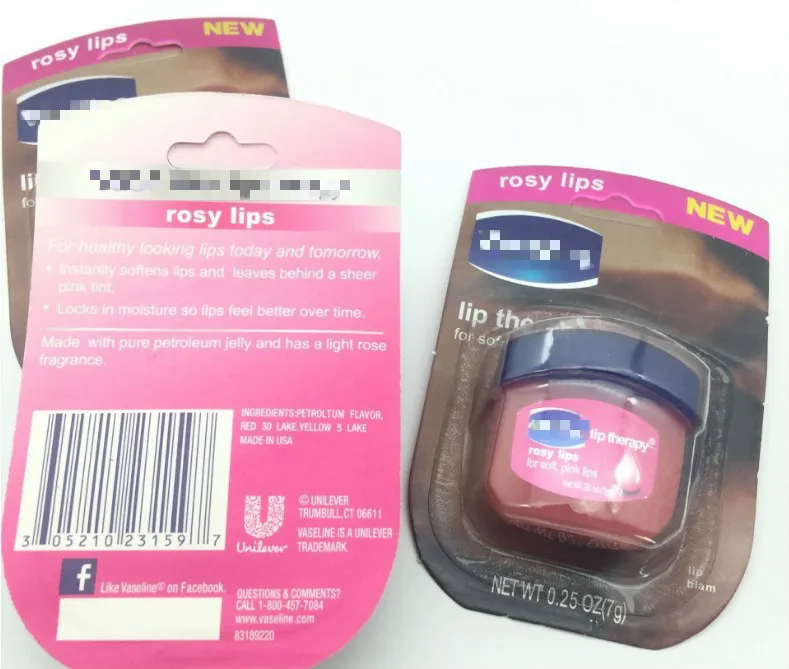 rosy lips
NEW
rosy lips
For healthy looking lips today and tomorrow,
• Instantly softens lips and leaves behind a sheer
pink tint.
• Locks in moisture so lips feel better over time.
Made with pure petroleum jelly and has a light rose
fragrance.
INGREDIENTS:PETROLTUM FLAVOR,
RED 30 LAKE.YELLOW 5 LAKE
MADE IN USA
3 05210 23159 7
© UNILEVER
TRUMBULL,CT 06611
VASELINE IS A UNILEVER
TRADEMARK.
Unilever
f Like Vaseline® on Facebook.
QUESTIONS & COMMENTS?
CALL 1-800-457-7084
www.vaseline.com
83189220
rosy lips
NEW
lip
for
lip therapy
rosy lips
for soft, pink lips
NET WT 0.25 OZ(7g)
lip
blam